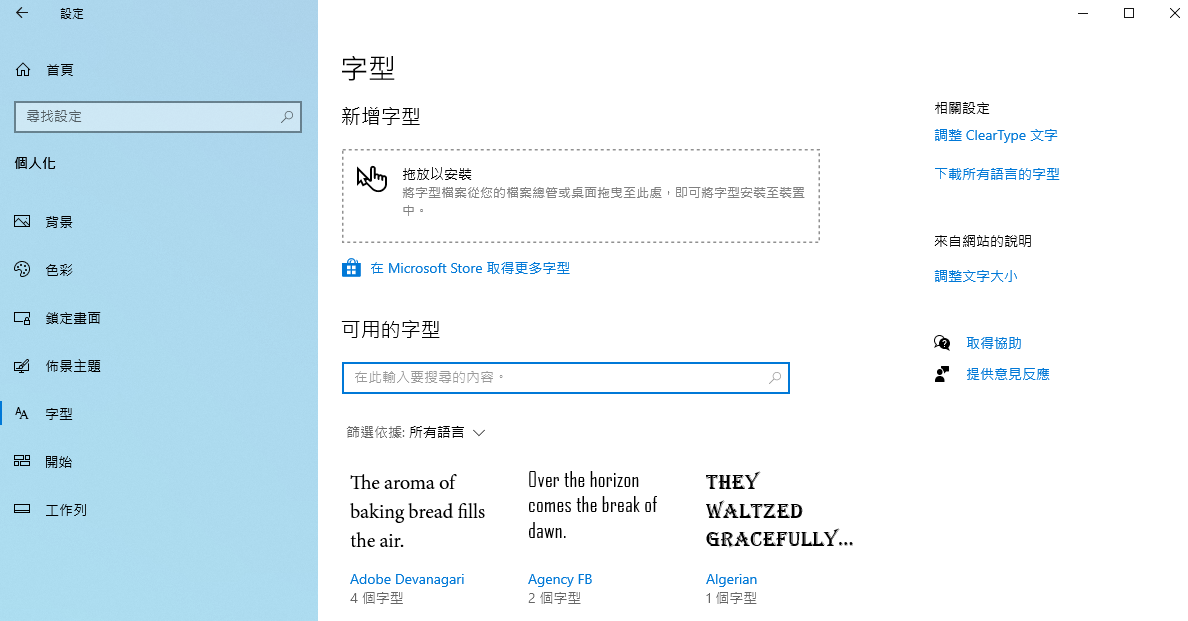 設定
首頁
尋找設定
個人化
背景
色彩
鎖定畫面
佈景主題
字型
開始
工作列
字型
新增字型
拖放以安裝
將字型檔案從您的檔案總管或桌面拖曳至此處，即可將字型安裝至裝置
中。
在 Microsoft Store 取得更多字型
可用的字型
在此輸入要搜尋的內容。
篩選依據: 所有語言
The aroma of
baking bread fills
the air.
Adobe Devanagari
4 個字型
Over the horizon
comes the break of
dawn.
Agency FB
2 個字型
THEY
WALTZED
GRACEFULLY...
Algerian
1 個字型
相關設定
調整 ClearType 文字
下載所有語言的字型
來自網站的說明
調整文字大小
取得協助
提供意見反應